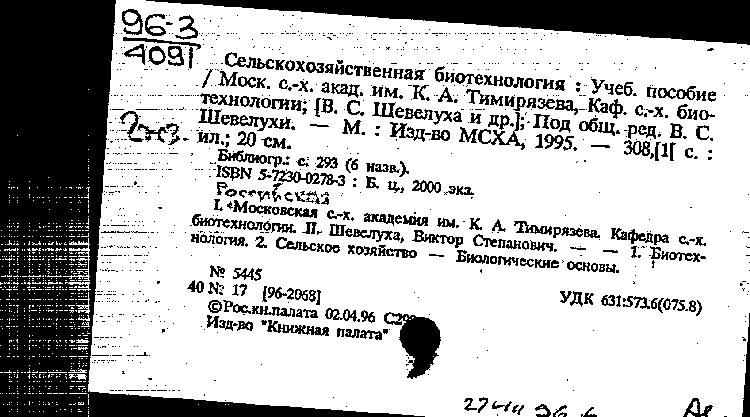 96-3
4091
Сельскохозяйственная биотехнология : Учеб. пособие
/ Моск. с.-х. акад. им. К. А. Тимирязева, Каф. с.-х. био-
технологии; [В. С. Шевелуха и др.]; Под общ. ред. В. С.
Шевелухи. — М. : Изд-во МСХА, 1995. — 308,[1[ с. :
ил.; 20 см.
2экз.
Библиогр.: с. 293 (6 назв.).
ISBN 5-7230-0278-3 : Б. ц., 2000 экз.
I. «Московская с.-х. академия им. К. А. Тимирязева. Кафедра с.-х.
биотехнологии. II. Шевелуха, Виктор Степанович. — — 1. Биотех-
нология. 2. Сельское хозяйство — Биологические основы.
№ 5445
40 № 17 [96-2068]
УДК 631:573.6(075.8)
©Рос.кн.палата 02.04.96
Изд-во "Книжная палата"